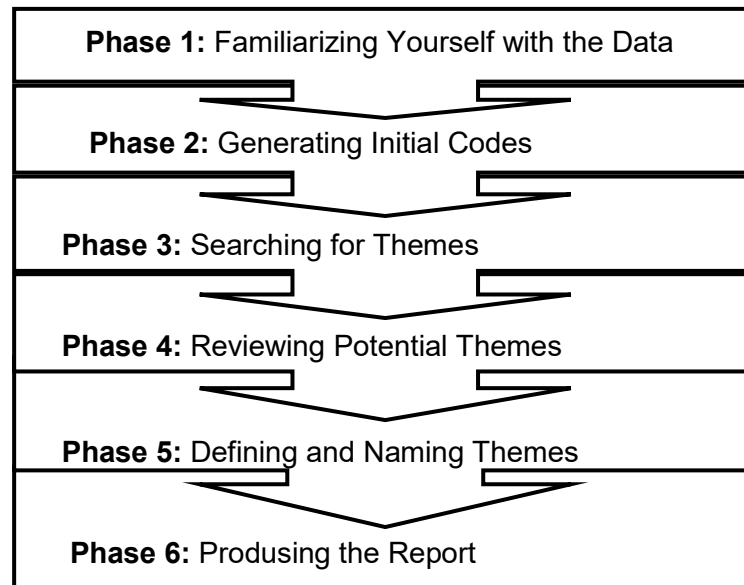 Phase 1: Familiarizing Yourself with the Data
Phase 2: Generating Initial Codes
Phase 3: Searching for Themes
Phase 4: Reviewing Potential Themes
Phase 5: Defining and Naming Themes
Phase 6: Produsing the Report